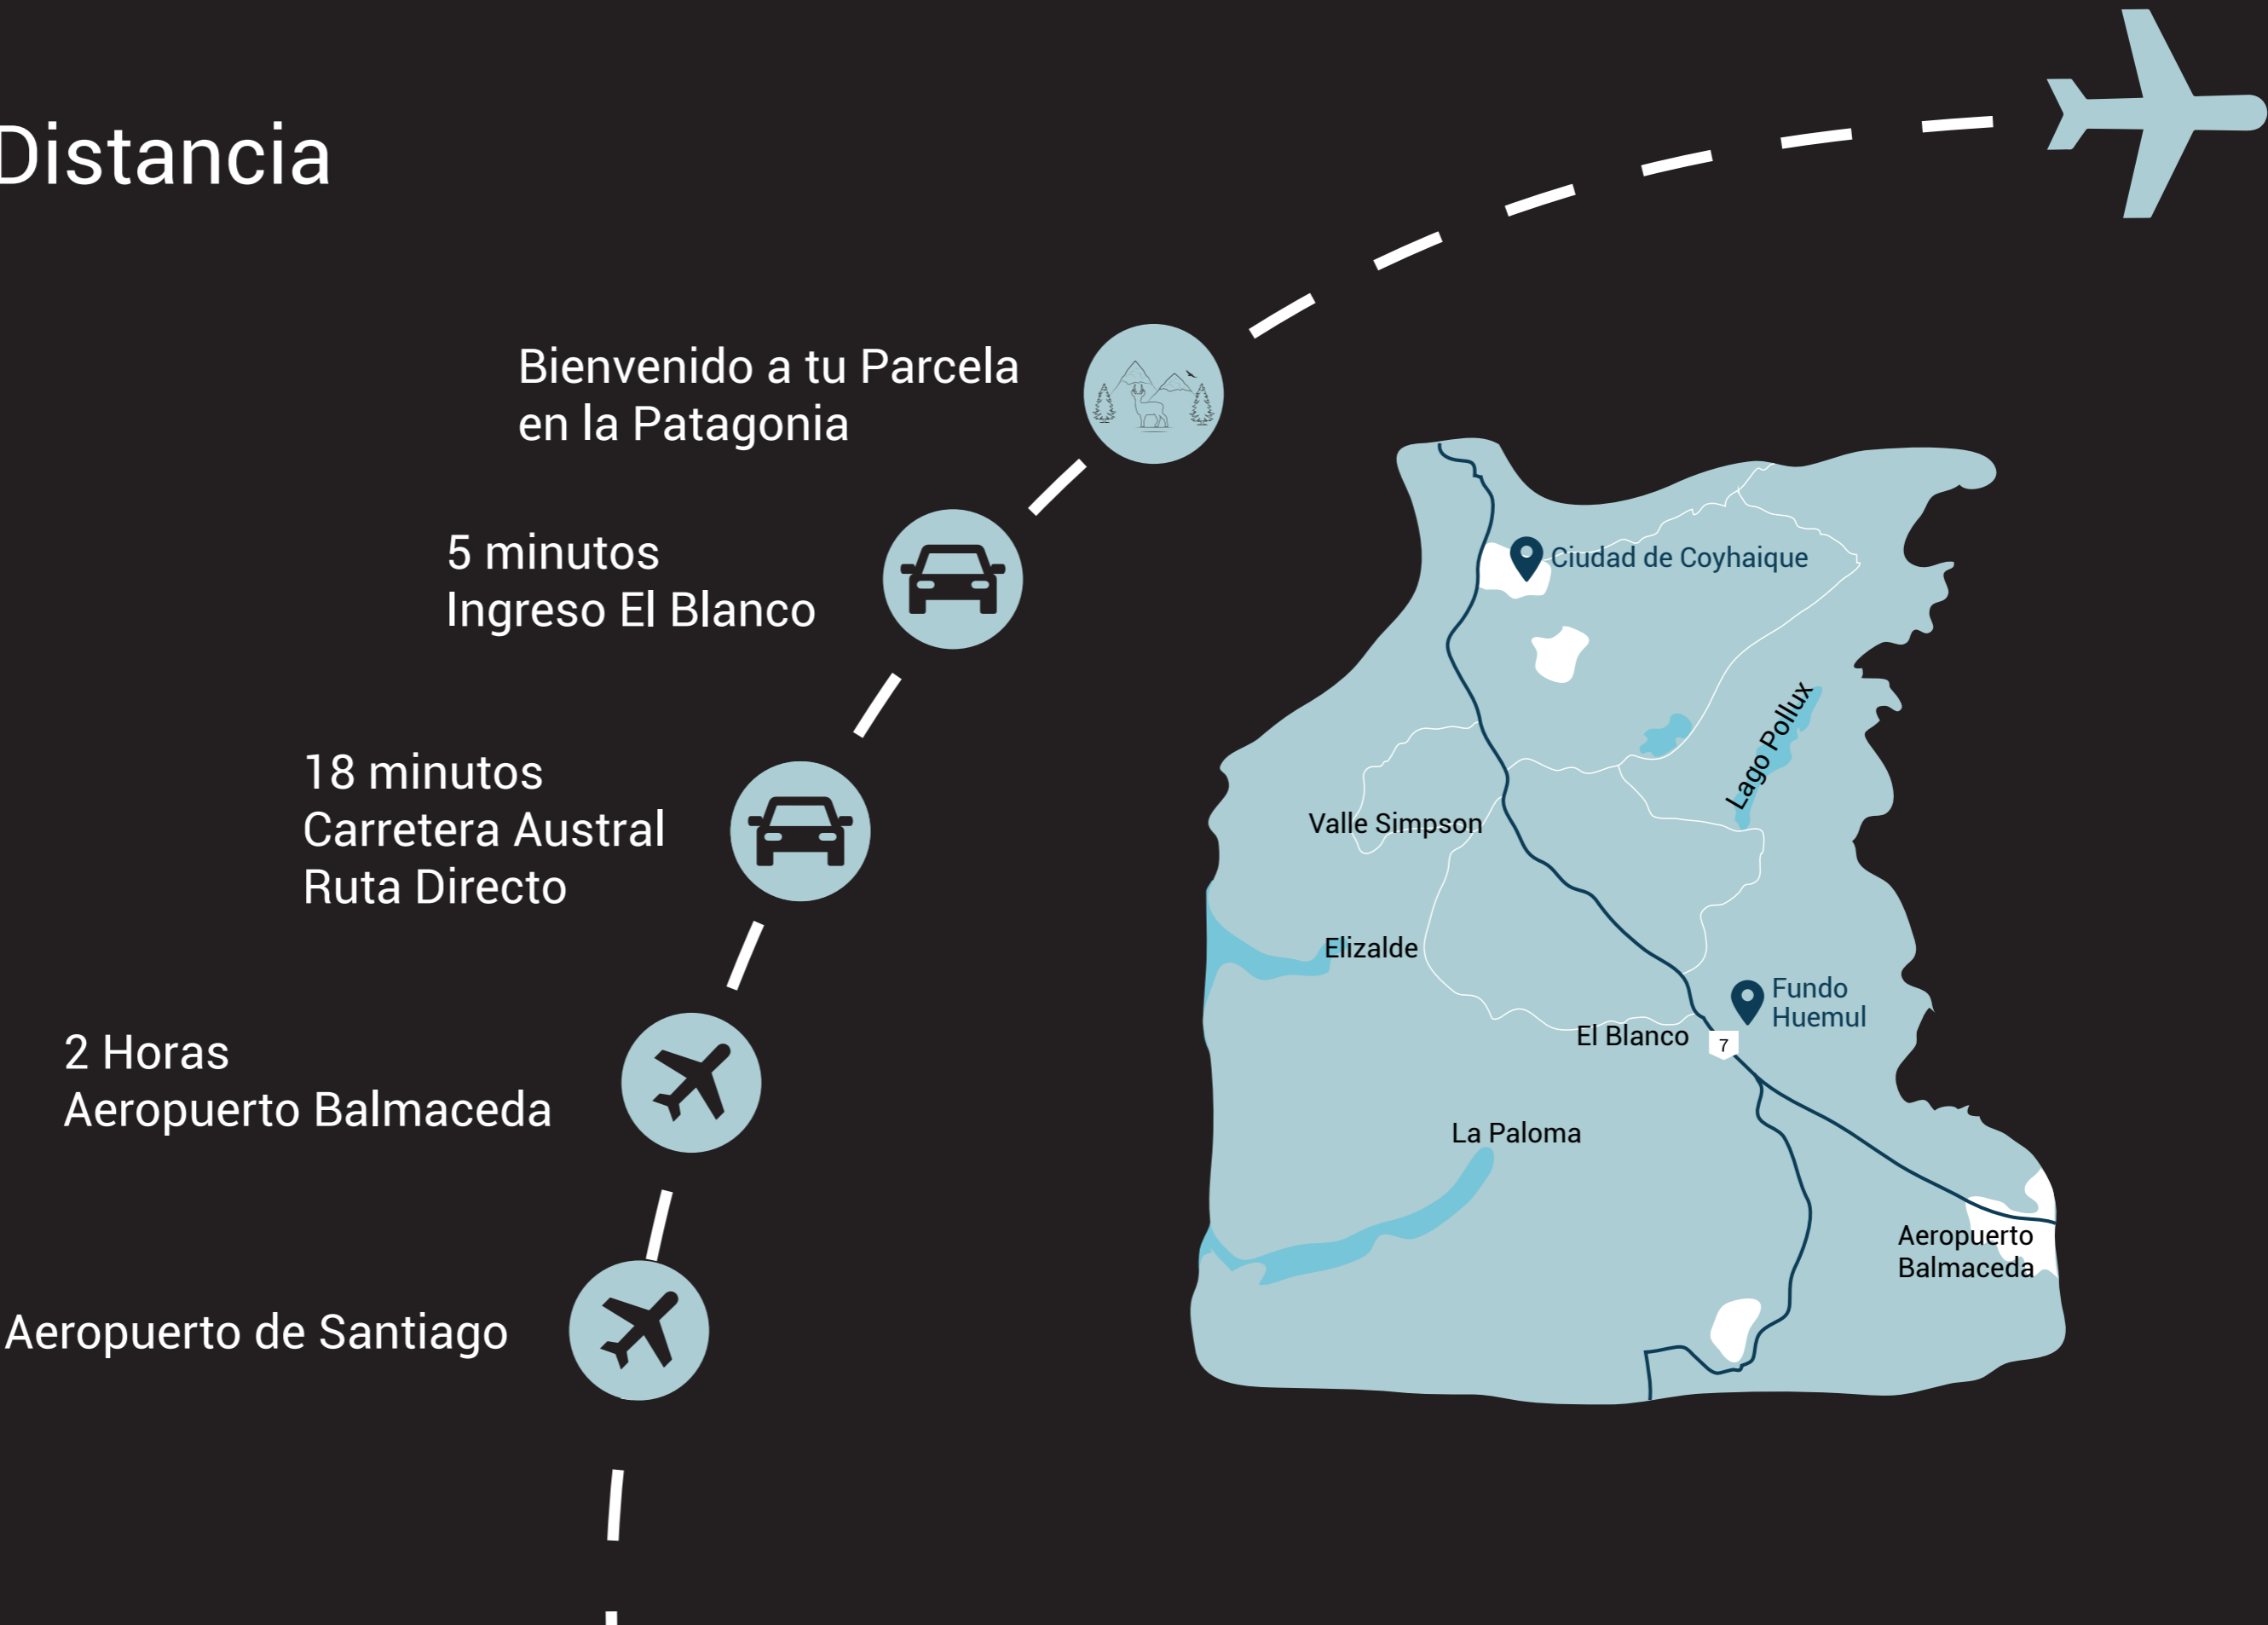 Distancia
Bienvenido a tu Parcela
en la Patagonia
5 minutos
Ingreso El Blanco
18 minutos
Carretera Austral
Ruta Directo
2 Horas
Aeropuerto Balmaceda
Aeropuerto de Santiago
Ciudad de Coyhaique
Lago Pollux
Valle Simpson
Elizalde
Fundo
Huemul
El Blanco
7
La Paloma
Aeropuerto
Balmaceda